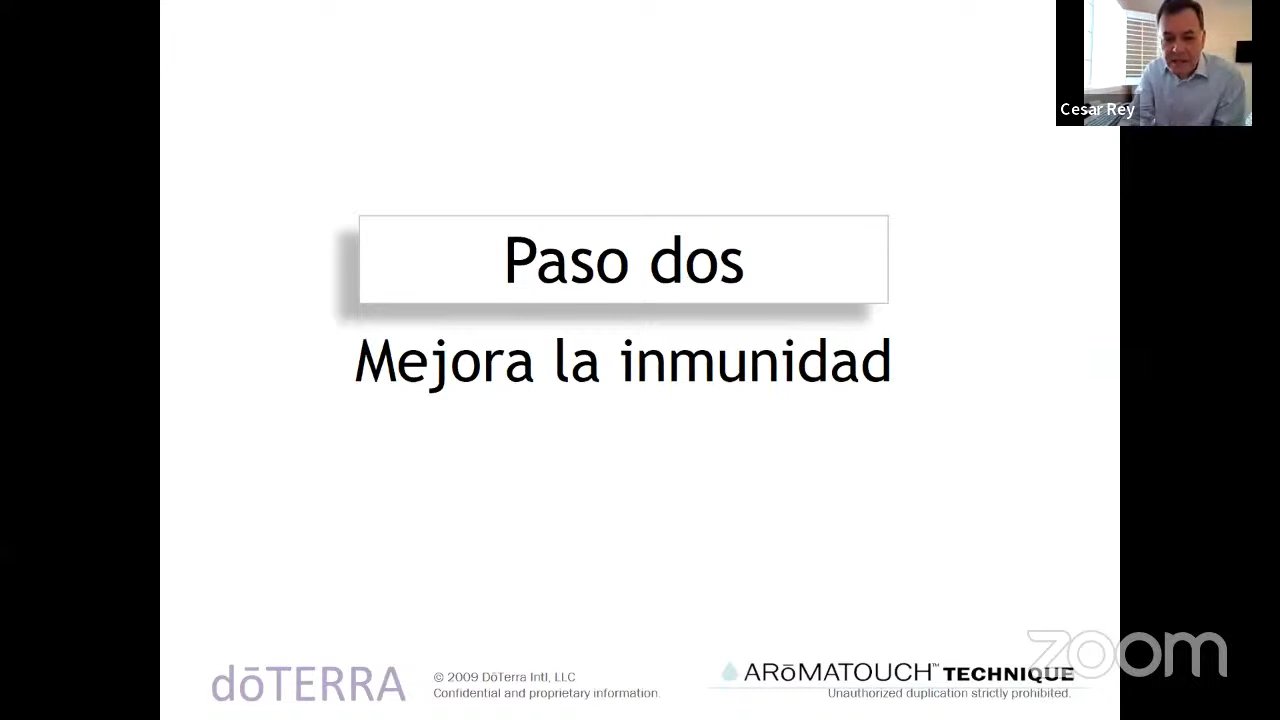 Cesar Rey
Paso dos
Mejora la inmunidad
dōTERRA
© 2009 DōTerra Intl, LLC
Confidential and proprietary information.
ARōMATOUCH™ TECHNIQUE
Unauthorized duplication strictly prohibited.
zoom